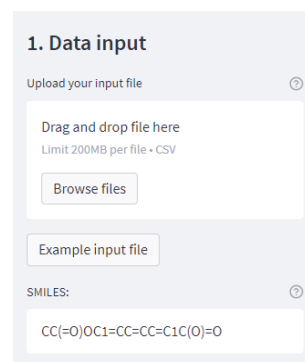 1. Data input
Upload your input file
?
Drag and drop file here
Limit 200MB per file • CSV
Browse files
Example input file
SMILES:
?
CC(=O)OC1=CC=CC=C1C(O)=O